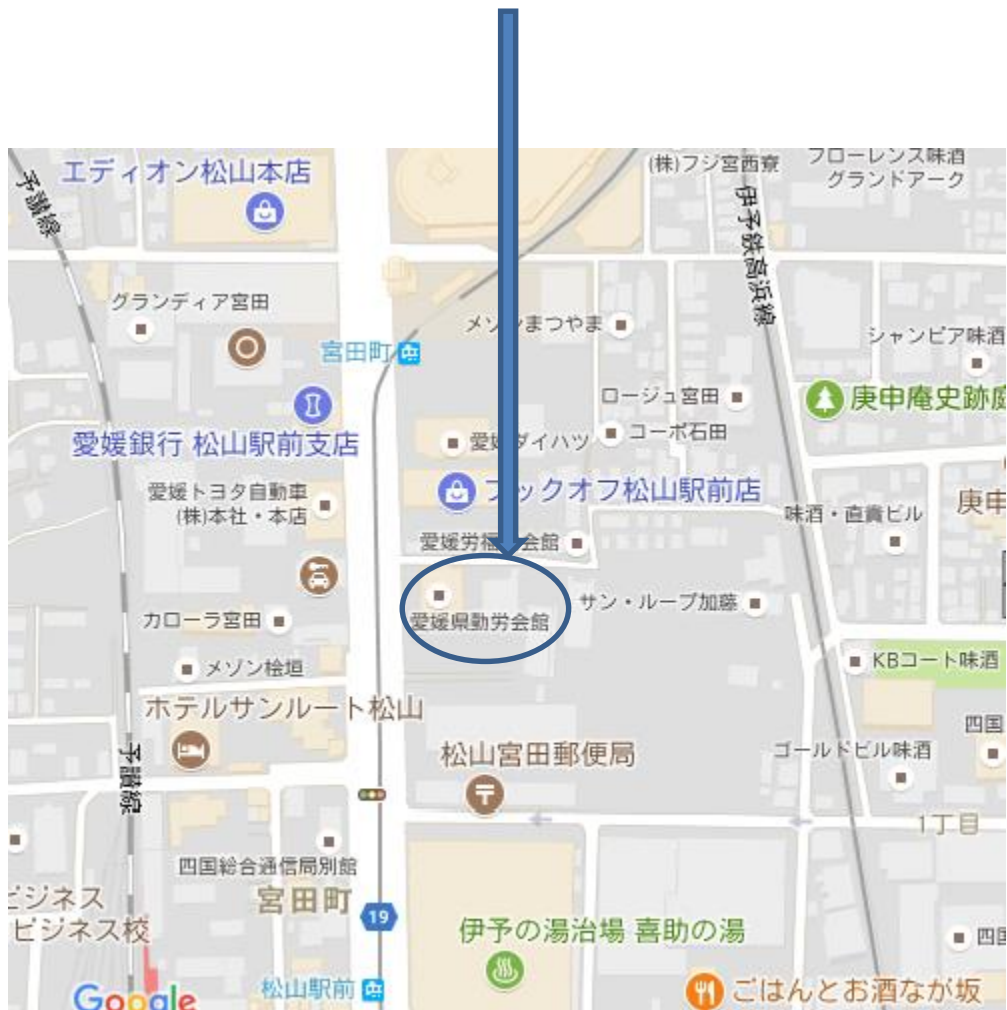 エディオン松山本店
(株)フジ宮西寮
フローレンス味酒
グランドアーク
予讃線
伊予鉄高浜線
グランディア宮田
メゾンまつやま
シャンピア味酒
宮田町
ロージュ宮田
庚申庵史跡庭
愛媛銀行 松山駅前支店
愛媛ダイハツ
コーポ石田
愛媛トヨタ自動車
(株)本社・本店
ブックオフ松山駅前店
味酒・直貴ビル
庚申
愛媛労福 会館
愛媛県勤労会館
サン・ループ加藤
カローラ宮田
メゾン桧垣
KBコート味酒
ホテルサンルート松山
四国
松山宮田郵便局
ゴールドビル味酒
予讃線
1丁目
四国総合通信局別館
ビジネス
ビジネス校
宮田町
19
伊予の湯治場 喜助の湯
四国
松山駅前
ごはんとお酒なが坂
Google